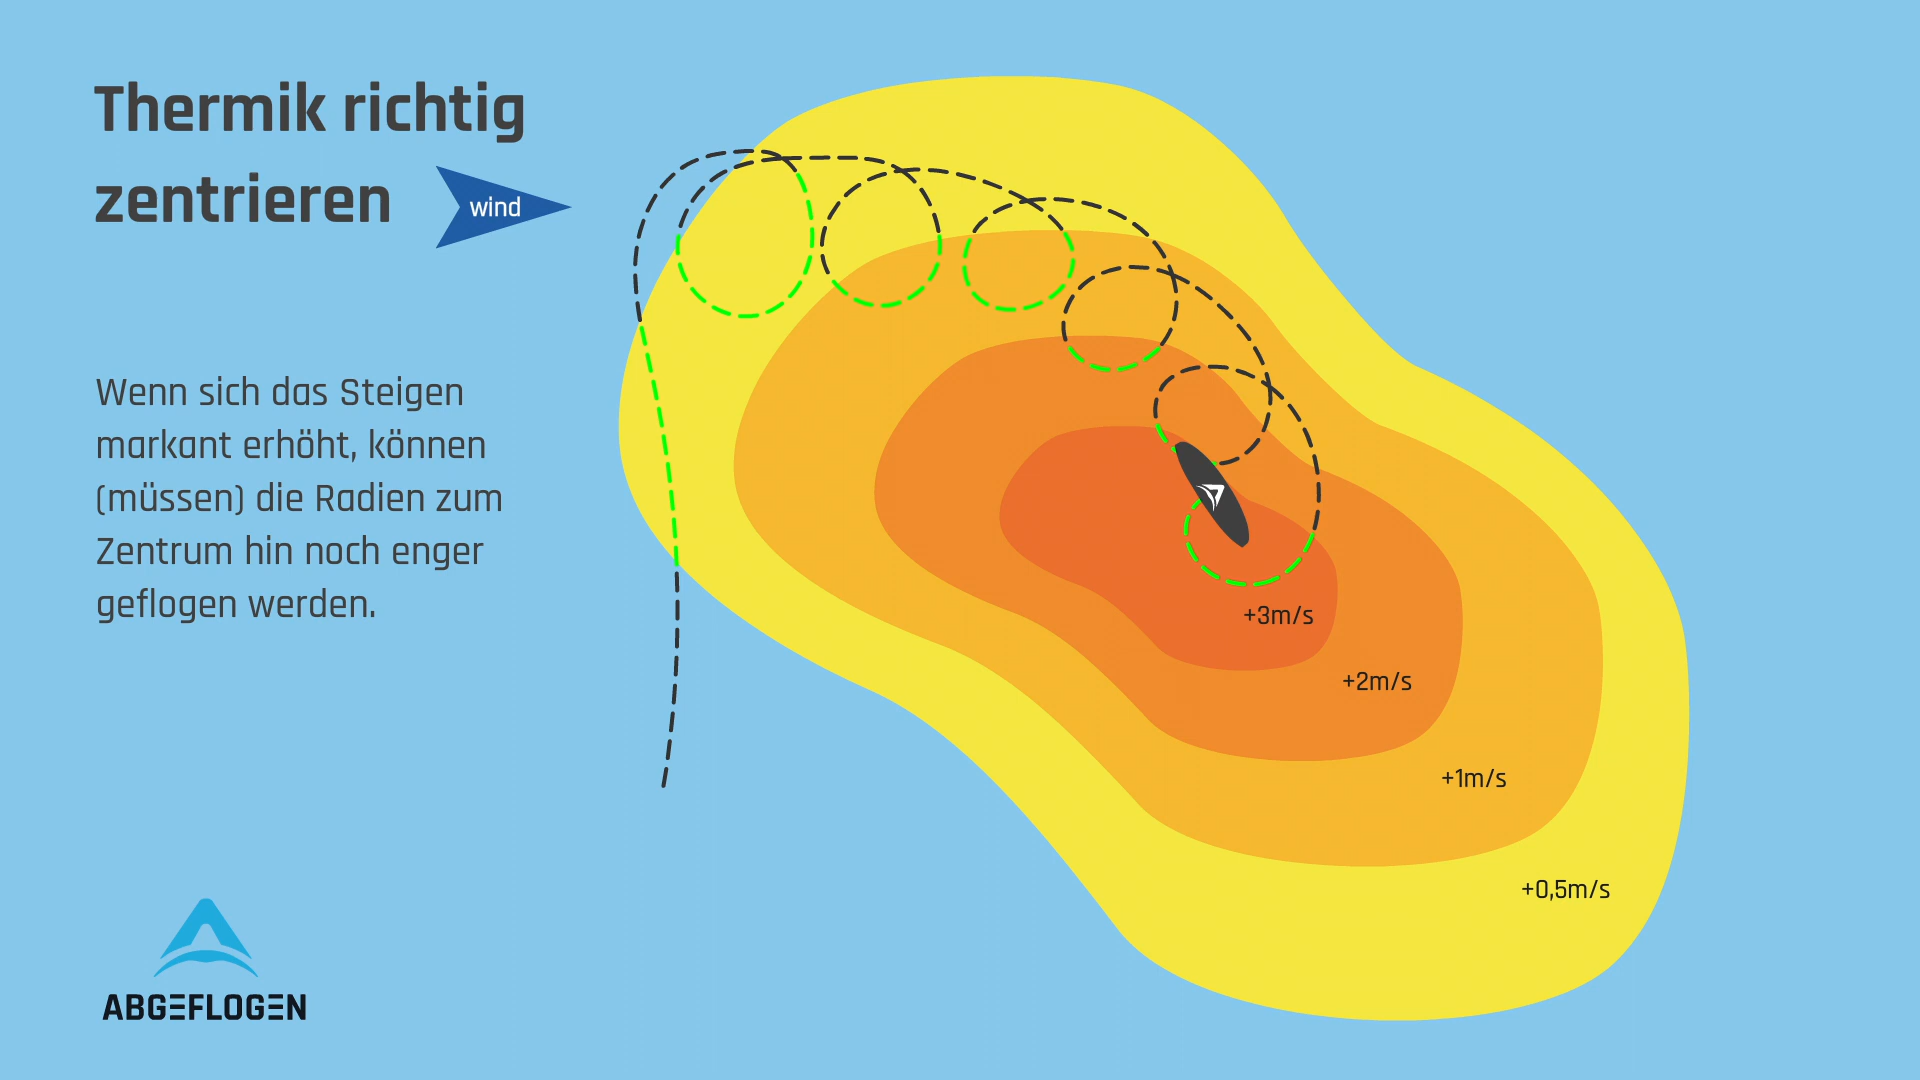 Thermik richtig
zentrieren
wind
Wenn sich das Steigen
markant erhöht, können
(müssen) die Radien zum
Zentrum hin noch enger
geflogen werden.
+3m/s
+2m/s
+1m/s
+0,5m/s
ABGEFLOGEN